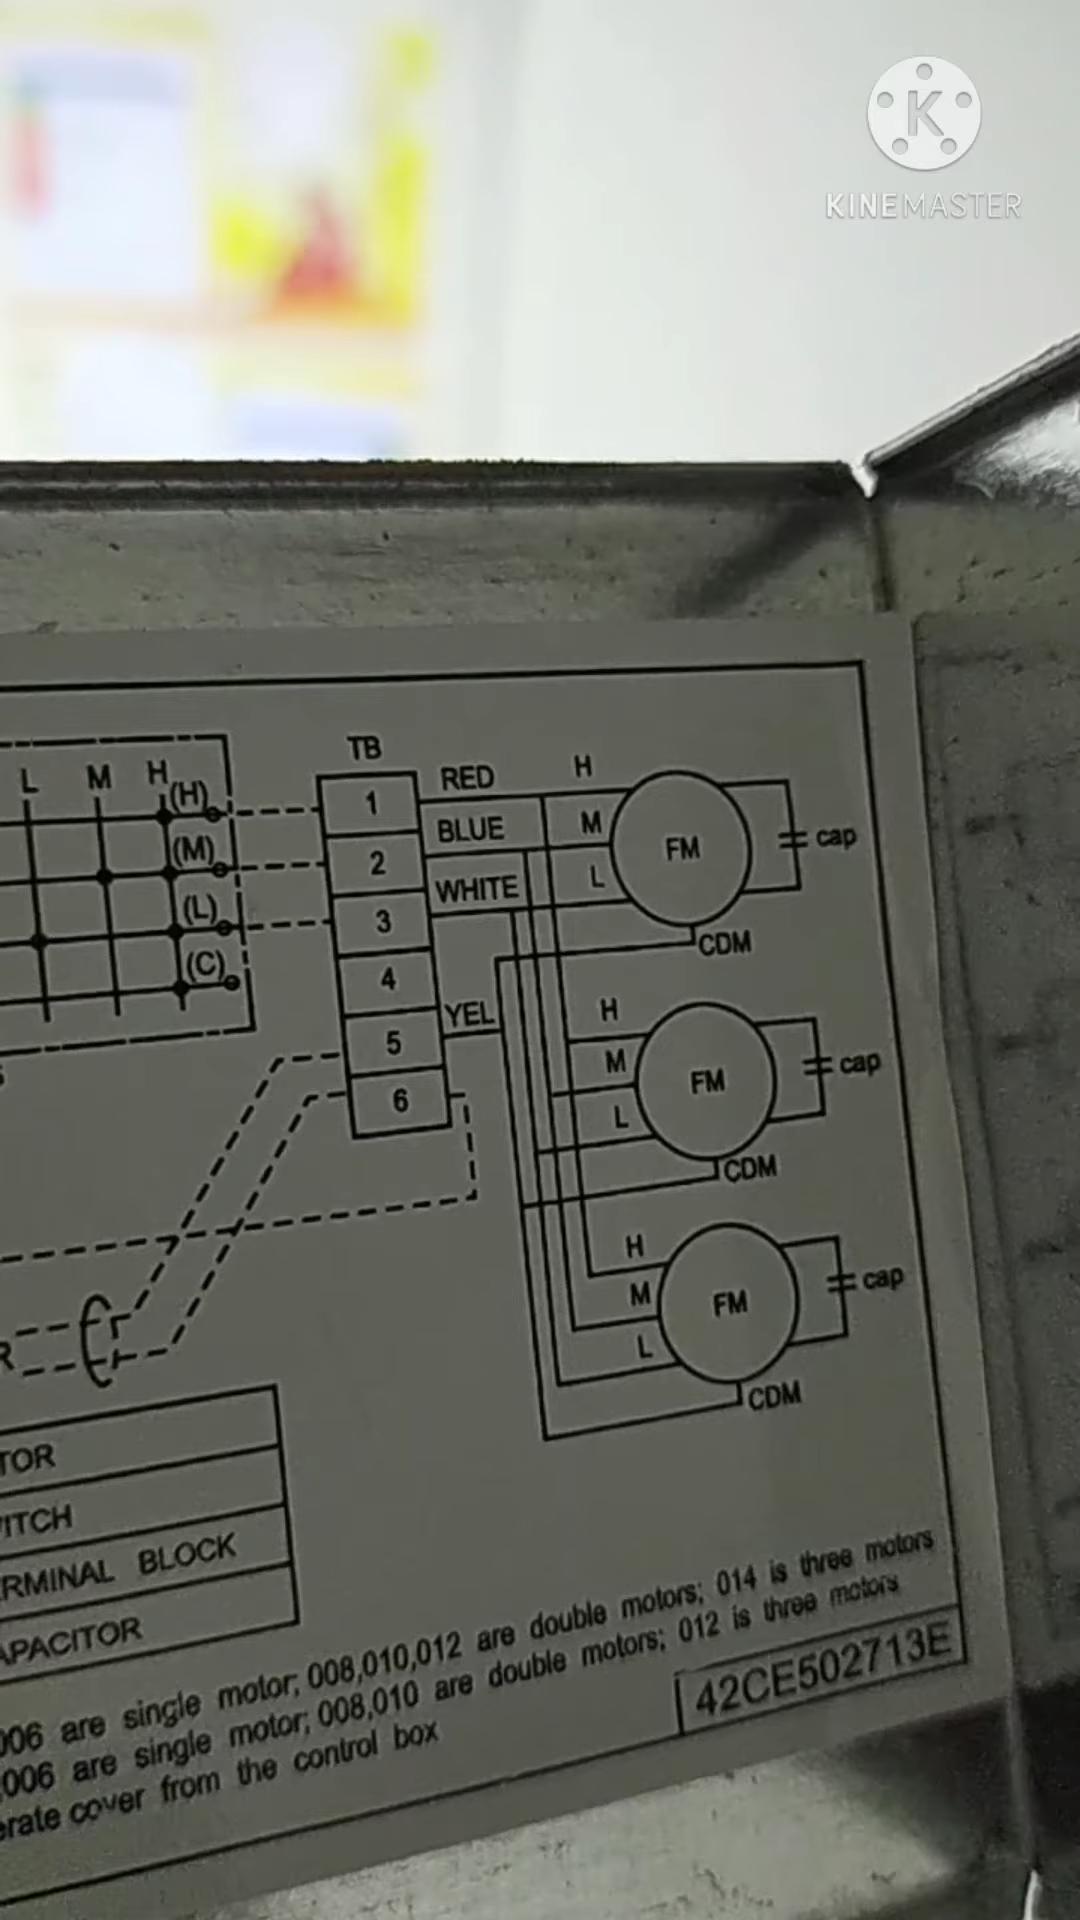 K
KINEMASTER
TB
L M H
(H)
(M)
(L)
(C)
1
2
3
4
5
6
RED
BLUE
WHITE
YEL
H
M
L
FM
cap
CDM
H
M
L
FM
cap
CDM
H
M
L
FM
cap
CDM
R
TOR
ITCH
ERMINAL BLOCK
APACITOR
006 are single motor; 008,010,012 are double motors; 014 is three motors
,006 are single motor; 008,010 are double motors; 012 is three motors
erate cover from the control box
42CE502713E